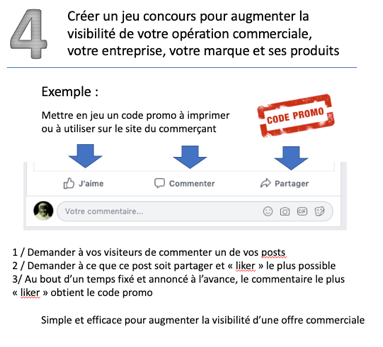 4
Créer un jeu concours pour augmenter la
visibilité de votre opération commerciale,
votre entreprise, votre marque et ses produits
Exemple :
Mettre en jeu un code promo à imprimer
ou à utiliser sur le site du commerçant
CODE PROMO
J'aime
Commenter
Partager
Votre commentaire...
GIF
1 / Demander à vos visiteurs de commenter un de vos posts
2 / Demander à ce que ce post soit partager et « liker » le plus possible
3/ Au bout d'un temps fixé et annoncé à l'avance, le commentaire le plus
« liker » obtient le code promo
Simple et efficace pour augmenter la visibilité d'une offre commerciale